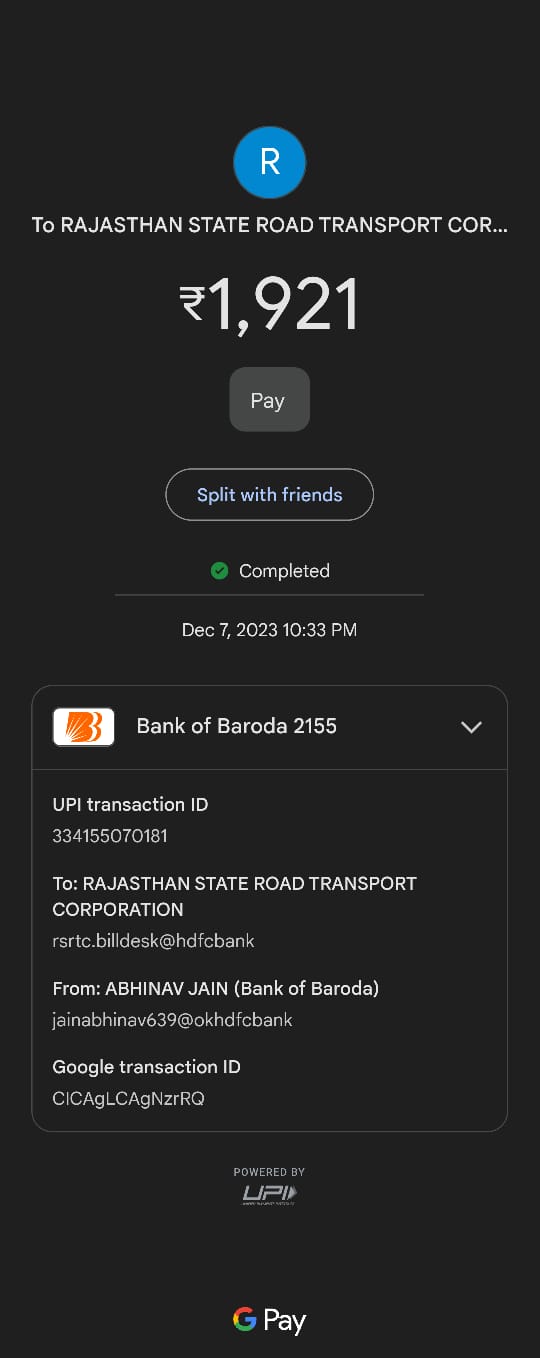 R
To RAJASTHAN STATE ROAD TRANSPORT COR...
₹1,921
Pay
Split with friends
Completed
Dec 7, 2023 10:33 PM
Bank of Baroda 2155
UPI transaction ID
334155070181
To: RAJASTHAN STATE ROAD TRANSPORT
CORPORATION
rsrtc.billdesk@hdfcbank
From: ABHINAV JAIN (Bank of Baroda)
jainabhinav639@okhdfcbank
Google transaction ID
CICAgLCAgNzrRQ
POWERED BY
UPI
G Pay